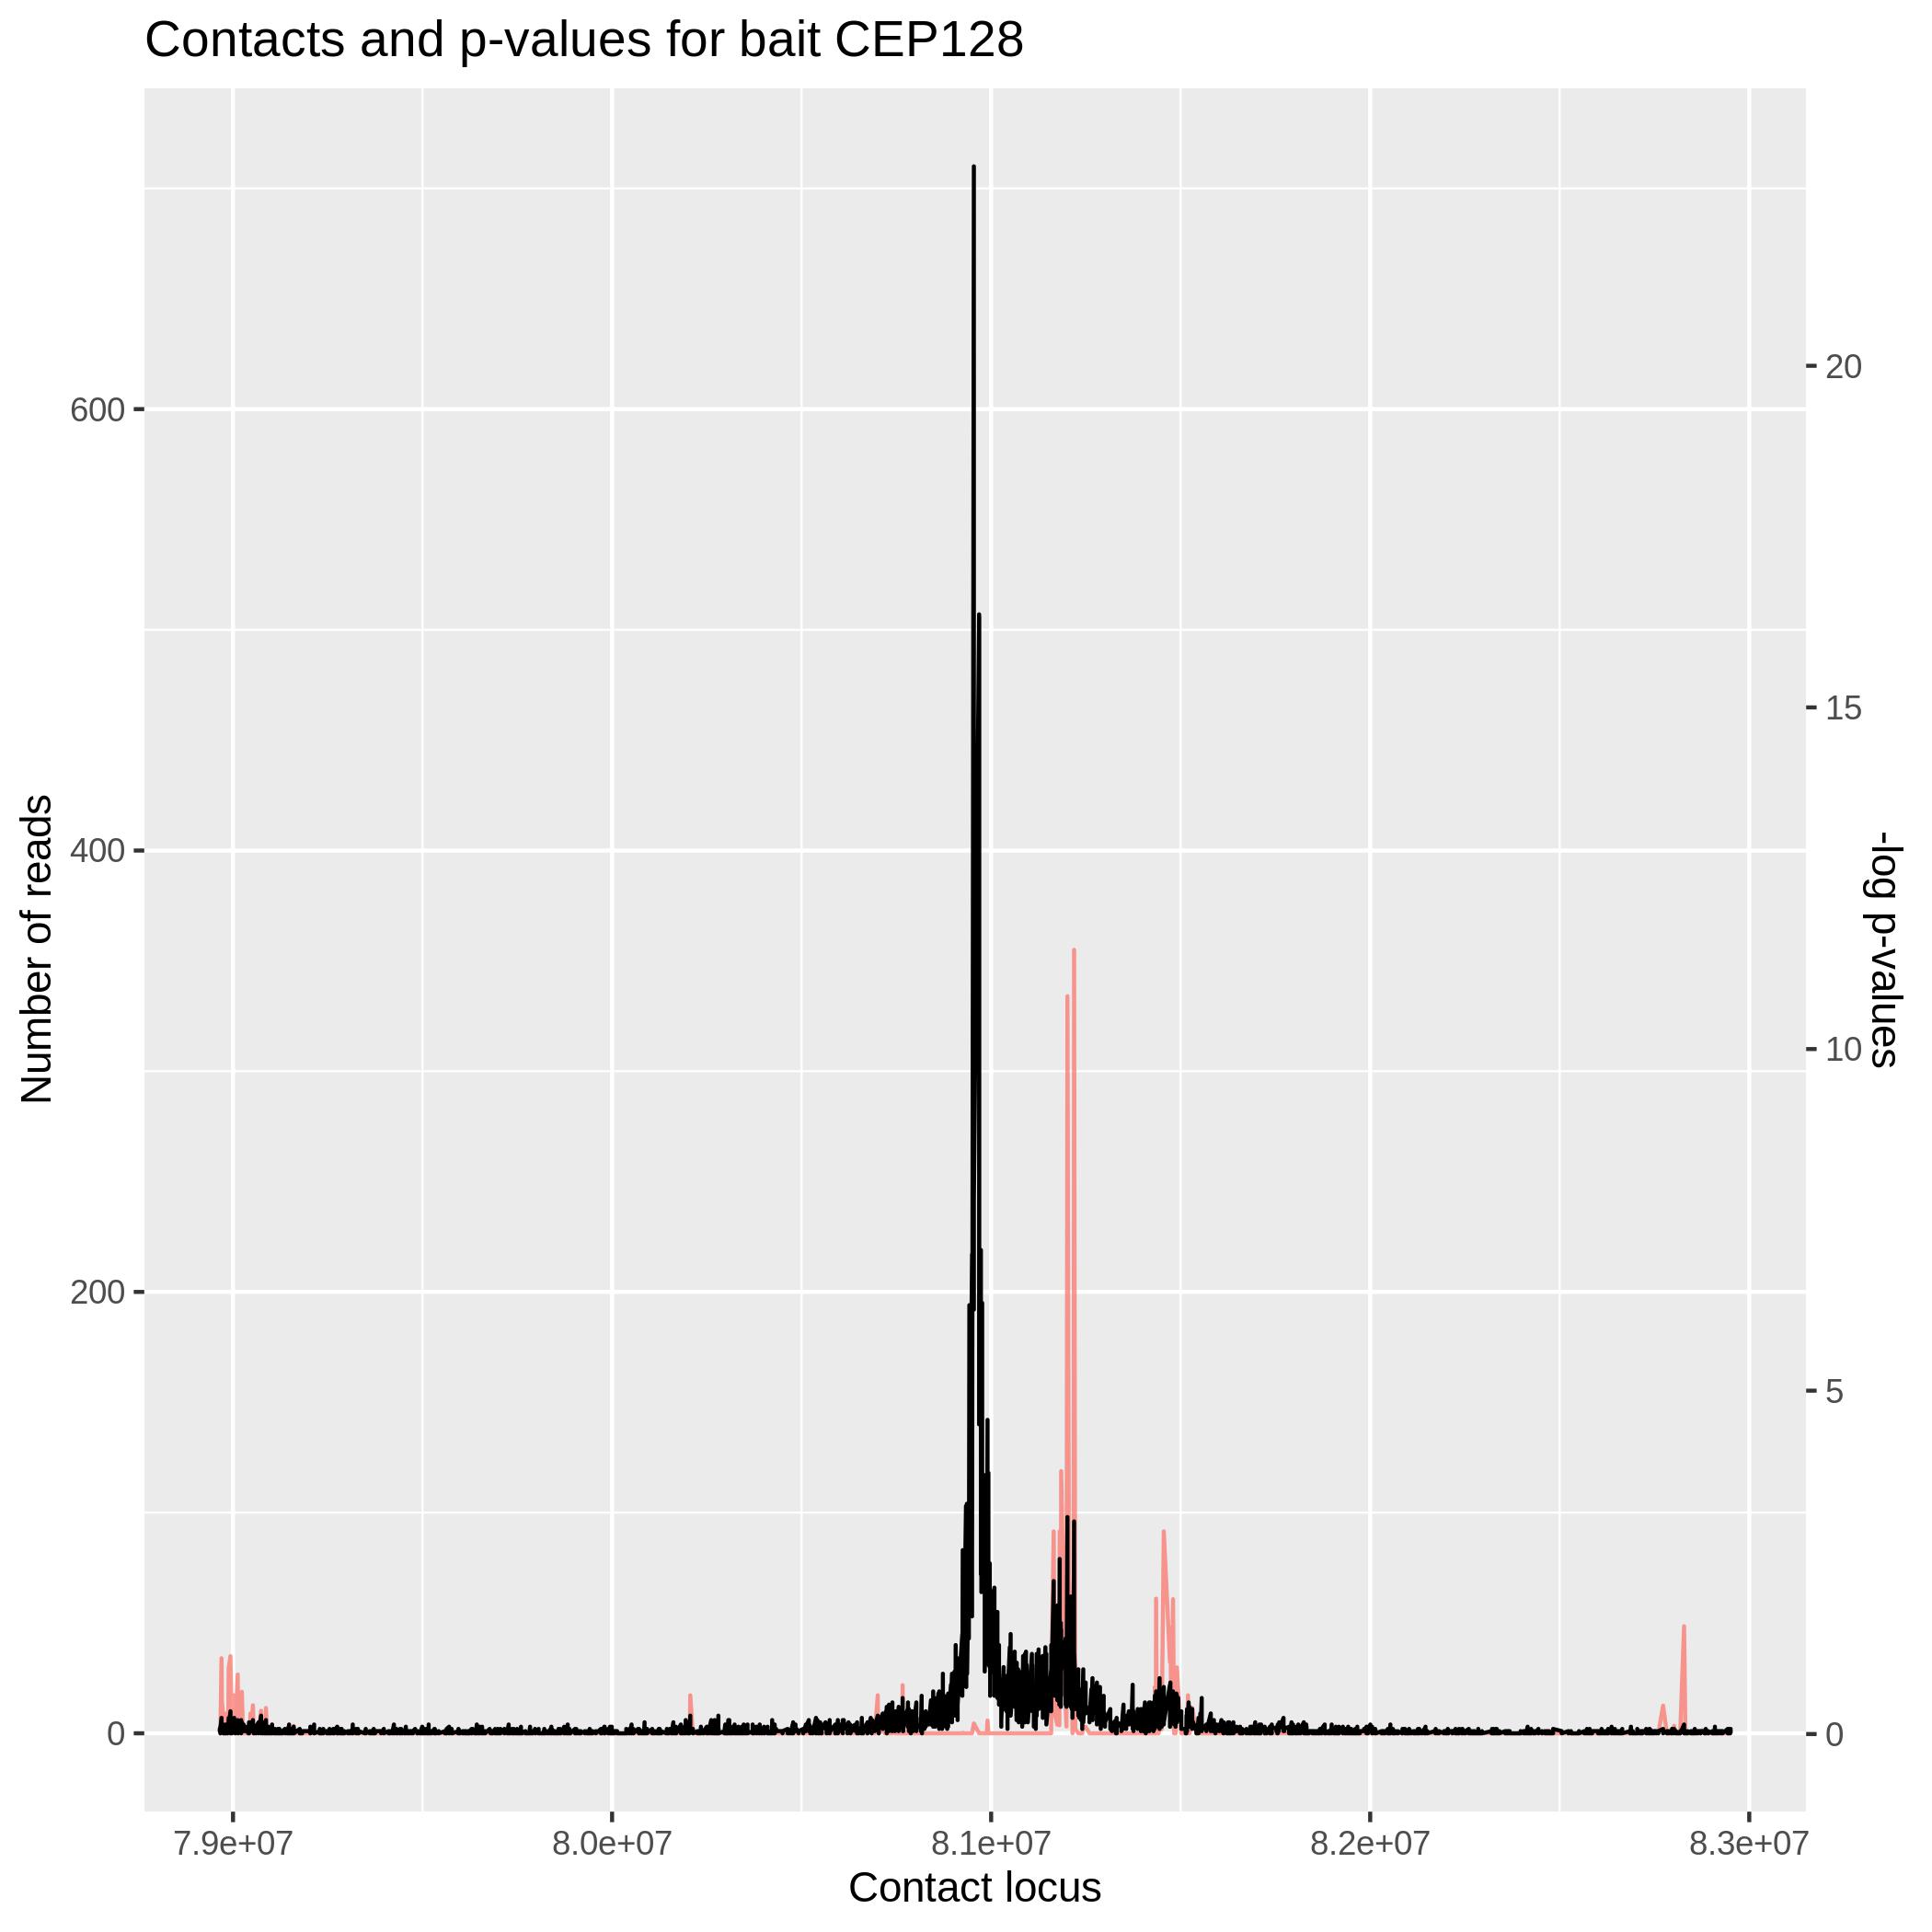 Contacts and p-values for bait CEP128
Number of reads
600
400
200
0
20
15
10
5
0
-log p-values
7.9e+07 8.0e+07 8.1e+07 8.2e+07 8.3e+07
Contact locus